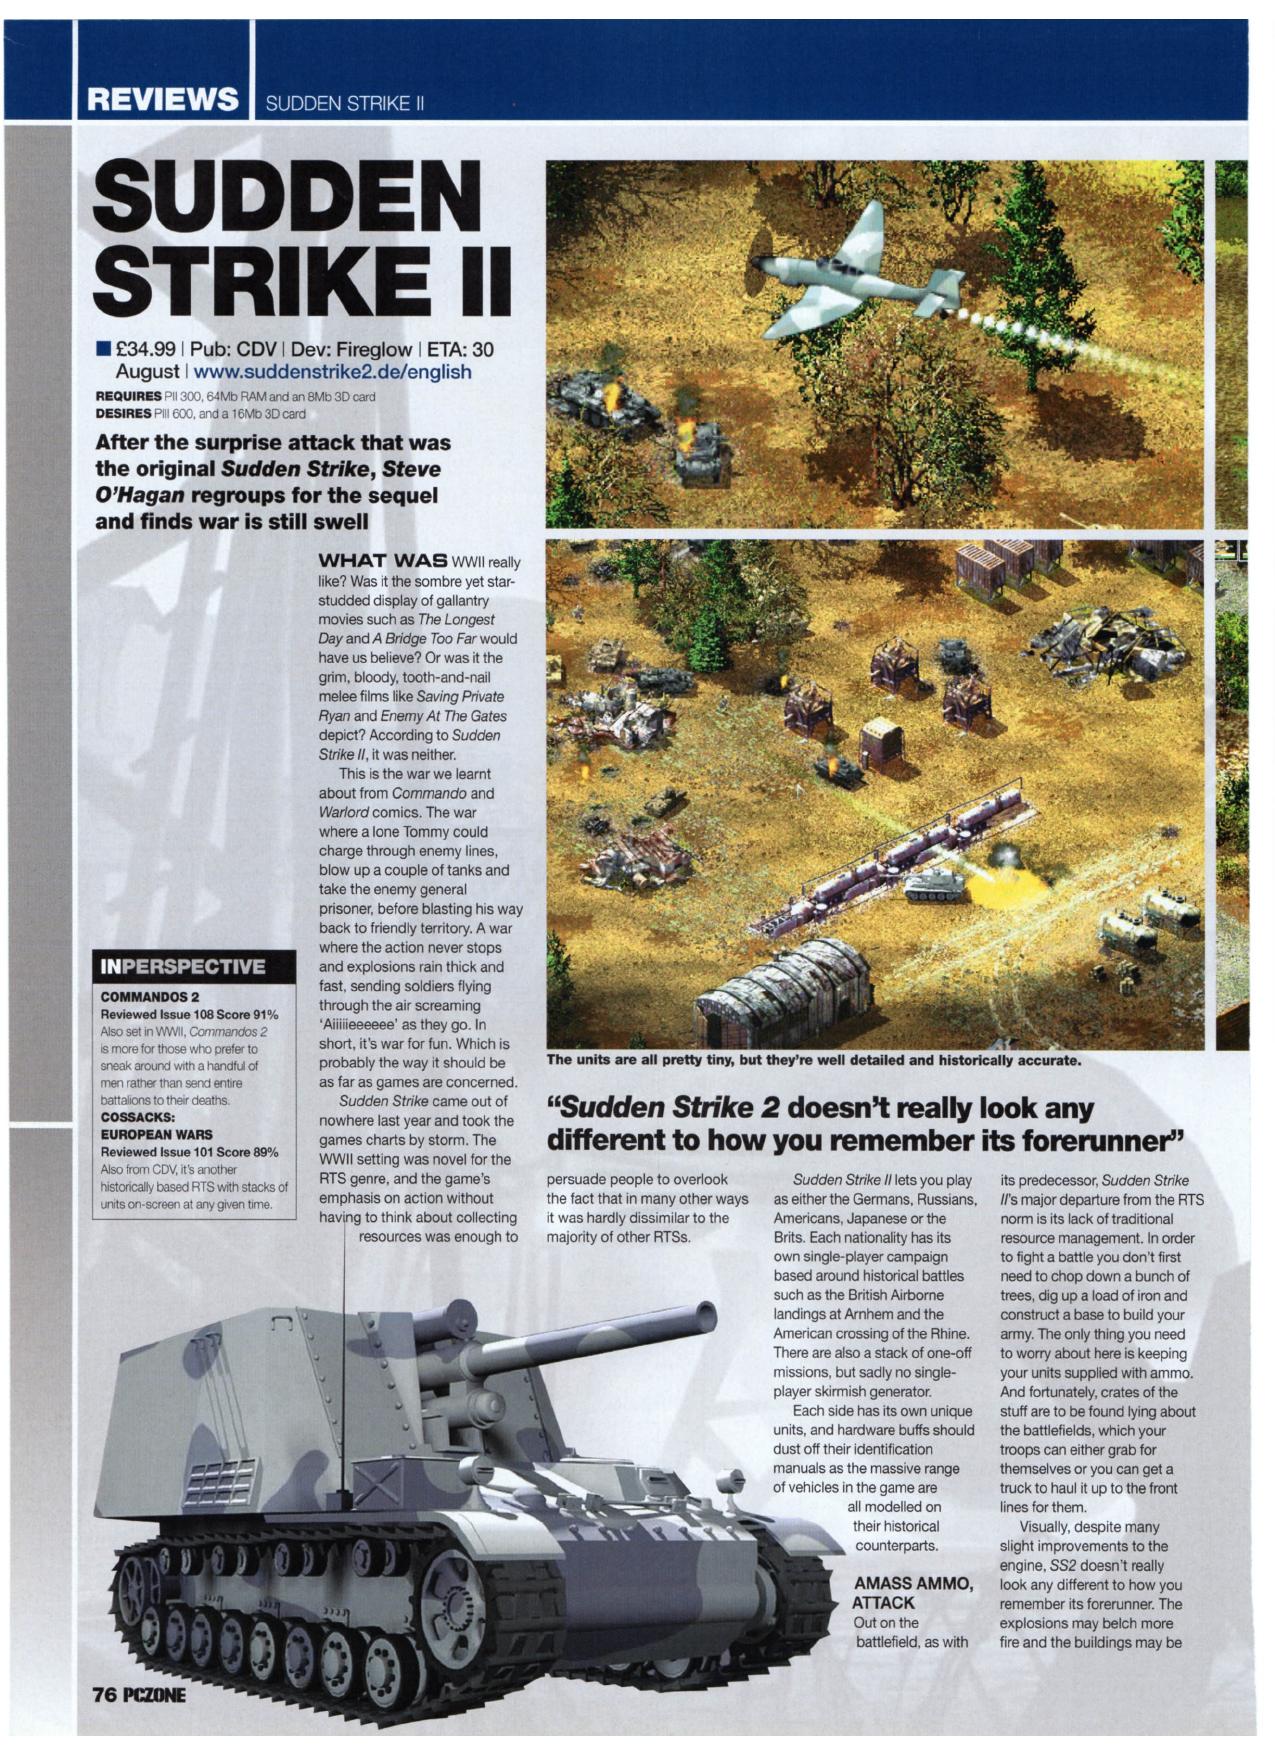 REVIEWS
SUDDEN STRIKE II
SUDDEN
STRIKE II
£34.99 | Pub: CDV | Dev: Fireglow | ETA: 30
August | www.suddenstrike2.de/english
REQUIRES PII 300, 64Mb RAM and an 8Mb 3D card
DESIRES PIII 600, and a 16Mb 3D card
After the surprise attack that was
the original Sudden Strike, Steve
O'Hagan regroups for the sequel
and finds war is still swell
WHAT WAS WWII really
like? Was it the sombre yet star-
studded display of gallantry
movies such as The Longest
Day and A Bridge Too Far would
have us believe? Or was it the
grim, bloody, tooth-and-nail
melee films like Saving Private
Ryan and Enemy At The Gates
depict? According to Sudden
Strike II, it was neither.
This is the war we learnt
about from Commando and
Warlord comics. The war
where a lone Tommy could
charge through enemy lines,
blow up a couple of tanks and
take the enemy general
prisoner, before blasting his way
back to friendly territory. A war
where the action never stops
and explosions rain thick and
fast, sending soldiers flying
through the air screaming
'Aiiiiieeeeee' as they go. In
short, it's war for fun. Which is
probably the way it should be
as far as games are concerned.
Sudden Strike came out of
nowhere last year and took the
games charts by storm. The
WWII setting was novel for the
RTS genre, and the game's
emphasis on action without
having to think about collecting
resources was enough to
INPERSPECTIVE
COMMANDOS 2
Reviewed Issue 108 Score 91%
Also set in WWII, Commandos 2
is more for those who prefer to
sneak around with a handful of
men rather than send entire
battalions to their deaths.
COSSACKS:
EUROPEAN WARS
Reviewed Issue 101 Score 89%
Also from CDV, it's another
historically based RTS with stacks of
units on-screen at any given time.
The units are all pretty tiny, but they're well detailed and historically accurate.
“Sudden Strike 2 doesn't really look any
different to how you remember its forerunner”
persuade people to overlook
the fact that in many other ways
it was hardly dissimilar to the
majority of other RTSs.
Sudden Strike II lets you play
as either the Germans, Russians,
Americans, Japanese or the
Brits. Each nationality has its
own single-player campaign
based around historical battles
such as the British Airborne
landings at Arnhem and the
American crossing of the Rhine.
There are also a stack of one-off
missions, but sadly no single-
player skirmish generator.
Each side has its own unique
units, and hardware buffs should
dust off their identification
manuals as the massive range
of vehicles in the game are
all modelled on
their historical
counterparts.
AMASS AMMO,
ATTACK
Out on the
battlefield, as with
its predecessor, Sudden Strike
II's major departure from the RTS
norm is its lack of traditional
resource management. In order
to fight a battle you don't first
need to chop down a bunch of
trees, dig up a load of iron and
construct a base to build your
army. The only thing you need
to worry about here is keeping
your units supplied with ammo.
And fortunately, crates of the
stuff are to be found lying about
the battlefields, which your
troops can either grab for
themselves or you can get a
truck to haul it up to the front
lines for them.
Visually, despite many
slight improvements to the
engine, SS2 doesn't really
look any different to how you
remember its forerunner. The
explosions may belch more
fire and the buildings may be
76 PCZONE